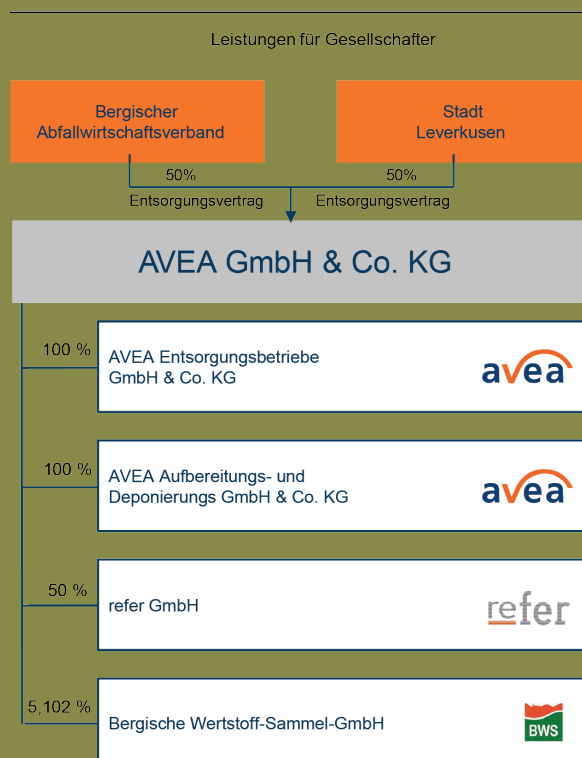 Leistungen für Gesellschafter
Bergischer
Abfallwirtschaftsverband
Stadt
Leverkusen
50%
50%
Entsorgungsvertrag
Entsorgungsvertrag
AVEA GmbH & Co. KG
100 %
AVEA Entsorgungsbetriebe
GmbH & Co. KG
avea
100 %
AVEA Aufbereitungs- und
Deponierungs GmbH & Co. KG
avea
50 %
refer GmbH
refer
5,102 %
Bergische Wertstoff-Sammel-GmbH
BWS